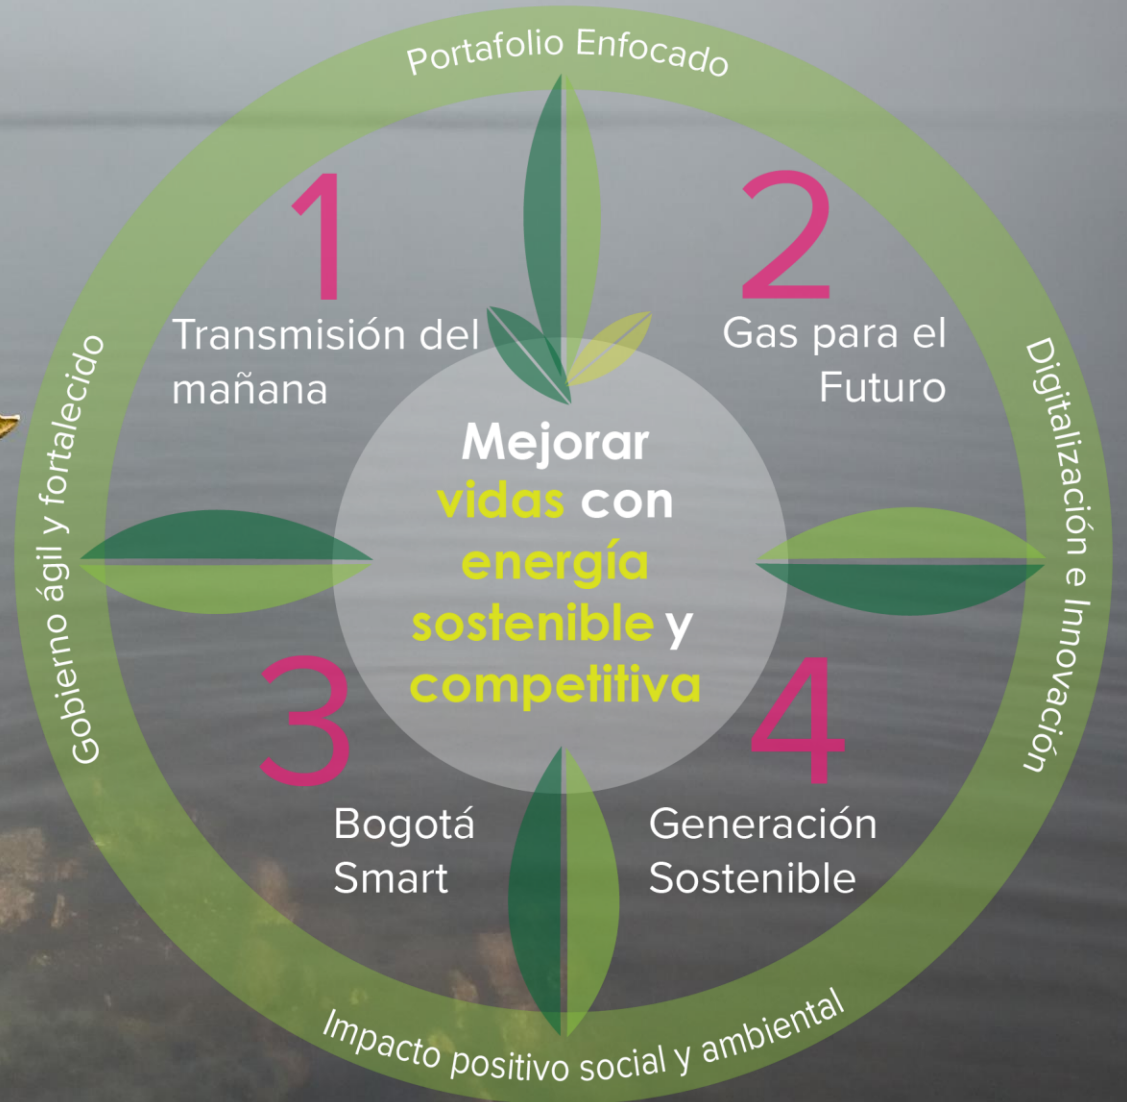 Portafolio Enfocado
1
Transmisión del
mañana
2
Gas para el
Futuro
Gobierno ágil y fortalecido
Digitalización e Innovación
Mejorar
vidas con
energía
sostenible y
competitiva
3
Bogotá
Smart
4
Generación
Sostenible
Impacto positivo social y ambiental